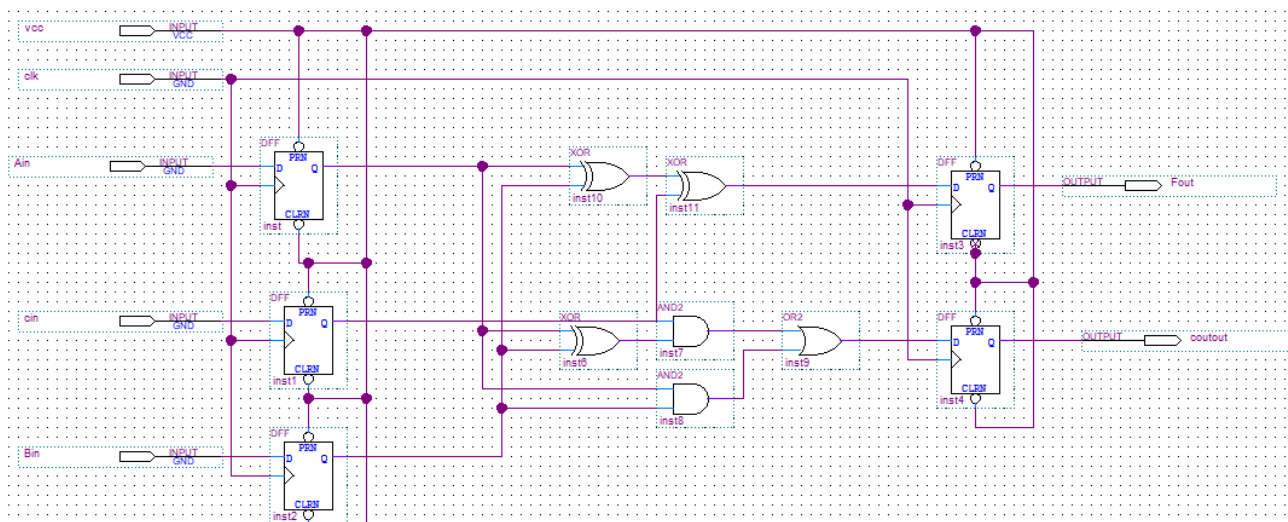 vcc INPUT VCC
clk INPUT GND
DFF
Ain INPUT GND
PRN
D Q
CLRN
inst
XOR
inst10
XOR
inst11
DFF
PRN
D Q
CLRN
inst3
OUTPUT Fout
DFF
cin INPUT GND
PRN
D Q
CLRN
inst1
XOR
inst6
AND2
inst7
OR2
inst9
AND2
inst8
DFF
PRN
D Q
CLRN
inst4
OUTPUT coutout
DFF
Bin INPUT GND
PRN
D Q
CLRN
inst2